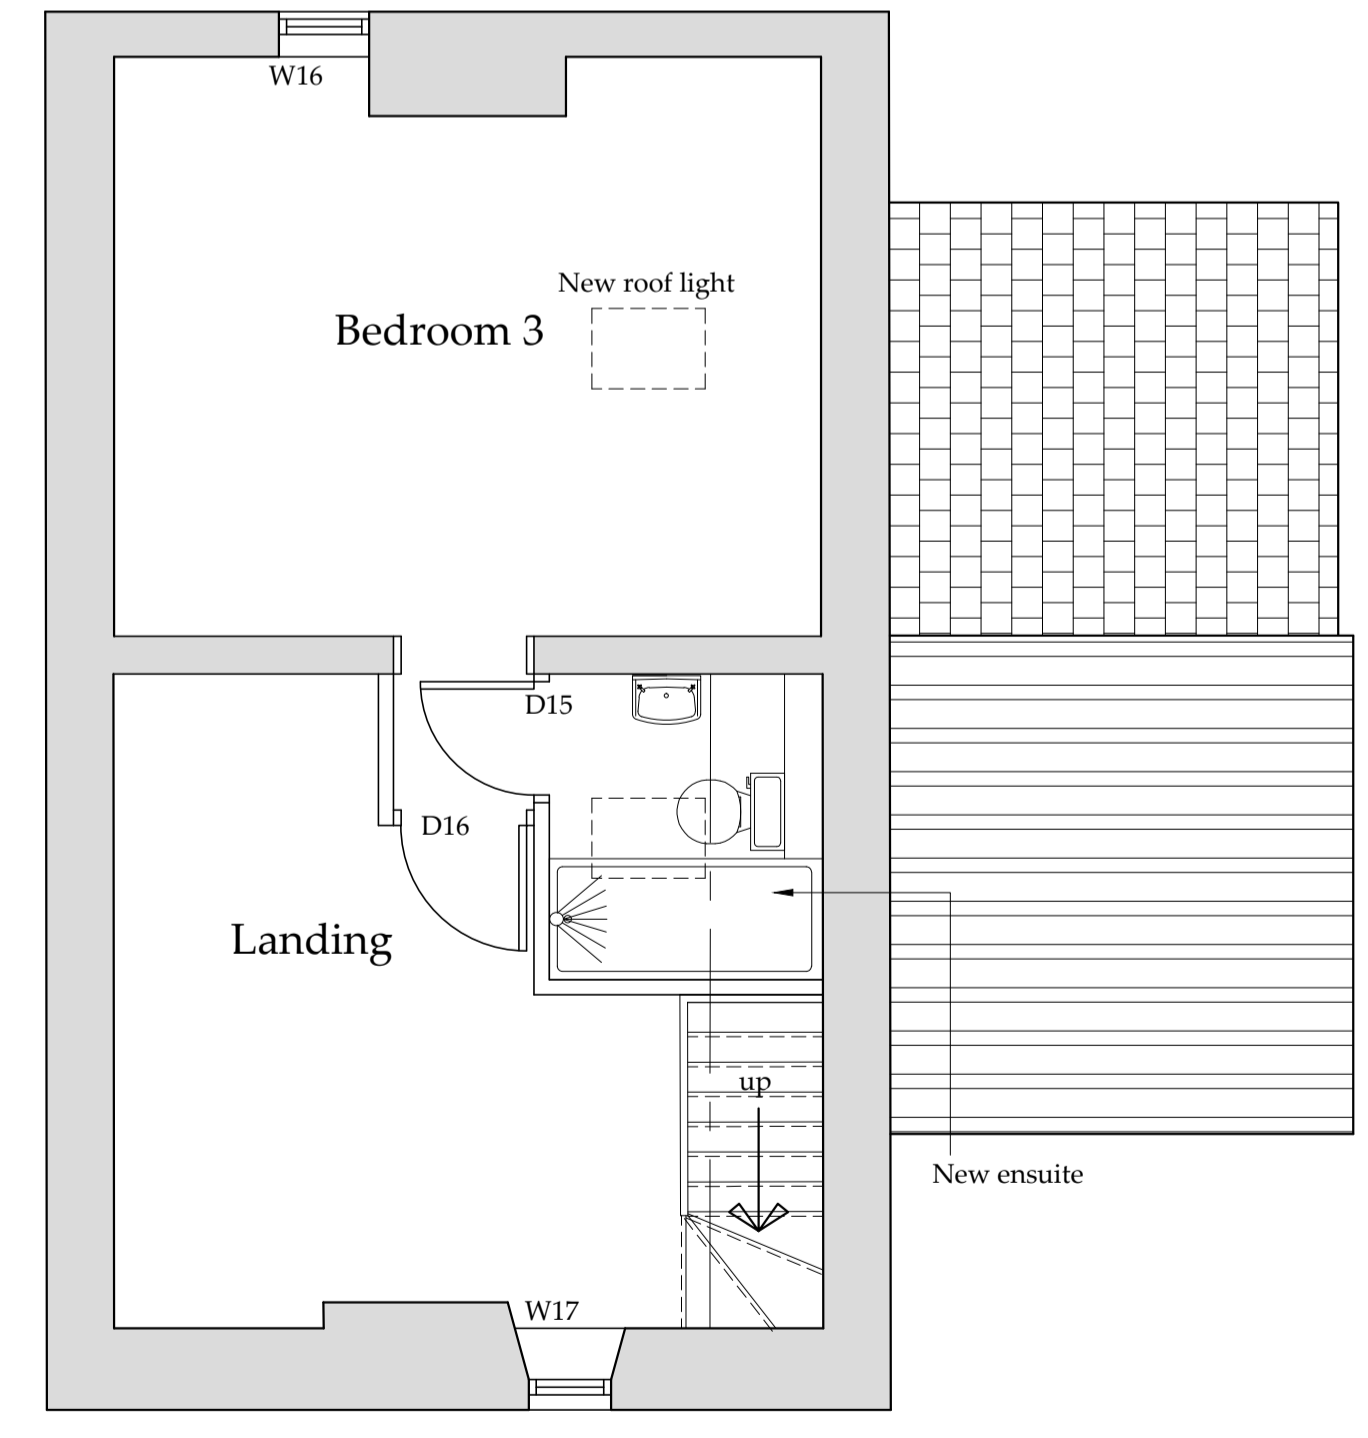 W16
New roof light
Bedroom 3
D15
D16
Landing
up
New ensuite
W17